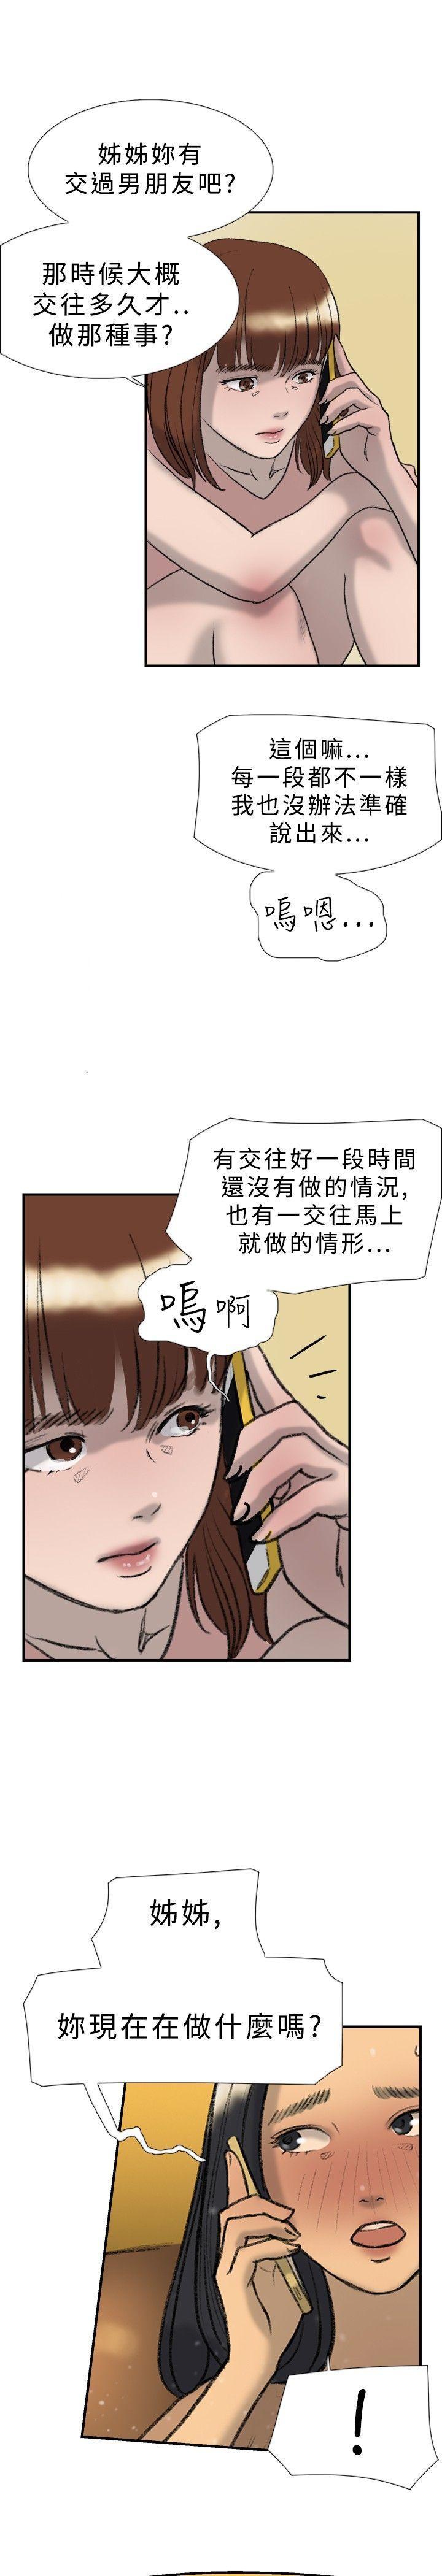 姊姊妳有
交過男朋友吧?
那時候大概
交往多久才..
做那種事?
這個嘛...
每一段都不一樣
我也沒辦法準確
說出來...
嗚嗯...
有交往好一段時間
還沒有做的情況,
也有一交往馬上
就做的情形...
嗚啊
姊姊,
妳現在在做什麼嗎?
!